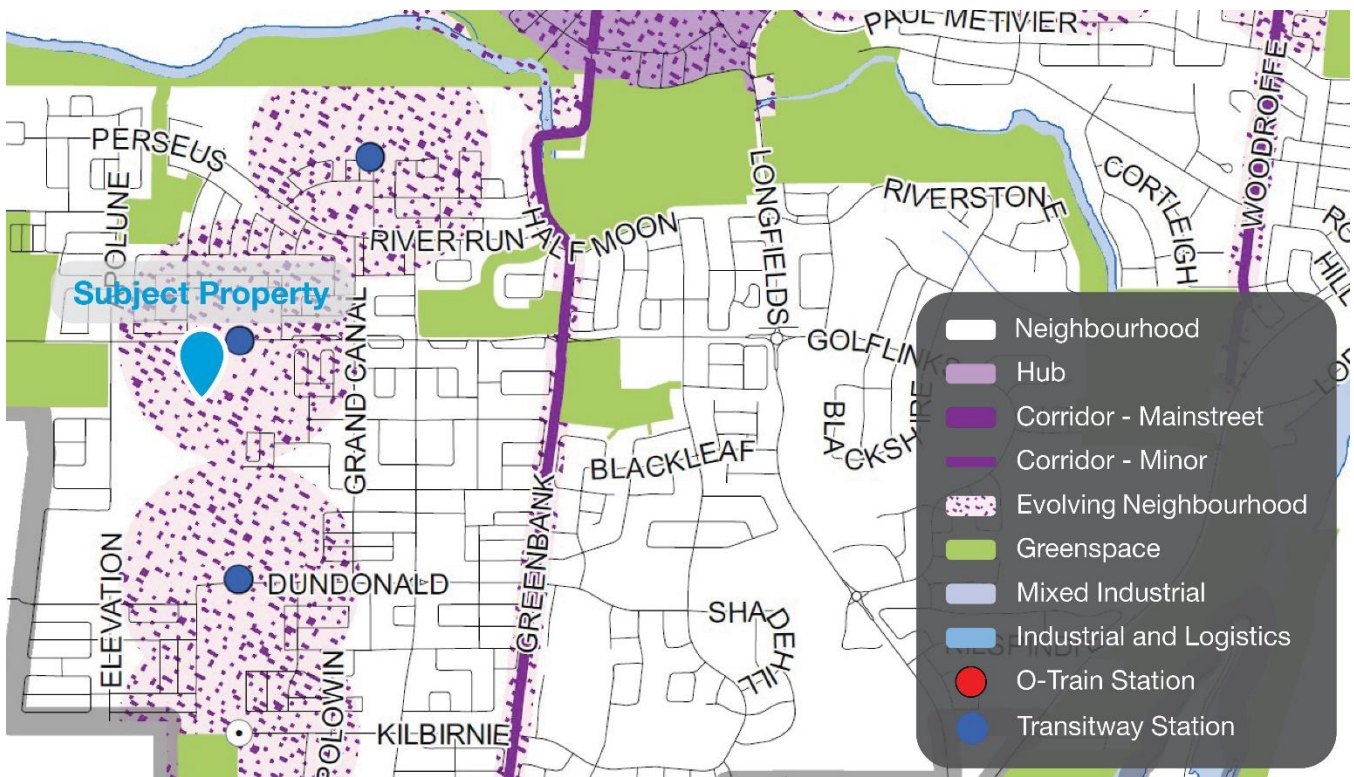 PAUL METIVIER
WOODROFFE
PERSEUS
POLLUNE
LONGFIELDS
CORTLEIGH
RIVERSTONE
RIVER RUN
HALF MOON
HILL
Subject Property
GRAND CANAL
GOLFLINKS
BLACKSHIRE
BLACKLEAF
GREENBANK
ELEVATION
DUNDONALD
SHADEHILL
POLOWIN
KILBIRNIE
Neighbourhood
Hub
Corridor - Mainstreet
Corridor - Minor
Evolving Neighbourhood
Greenspace
Mixed Industrial
Industrial and Logistics
O-Train Station
Transitway Station